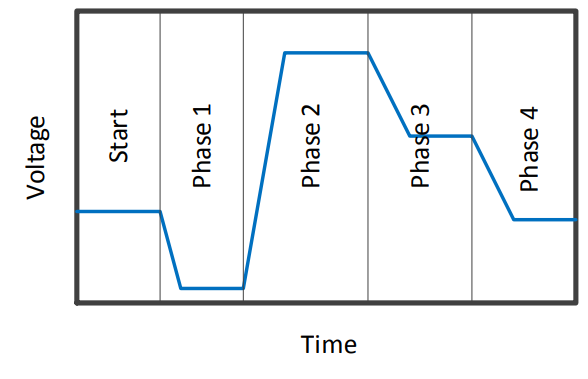 Voltage
Start
Phase 1
Phase 2
Phase 3
Phase 4
Time